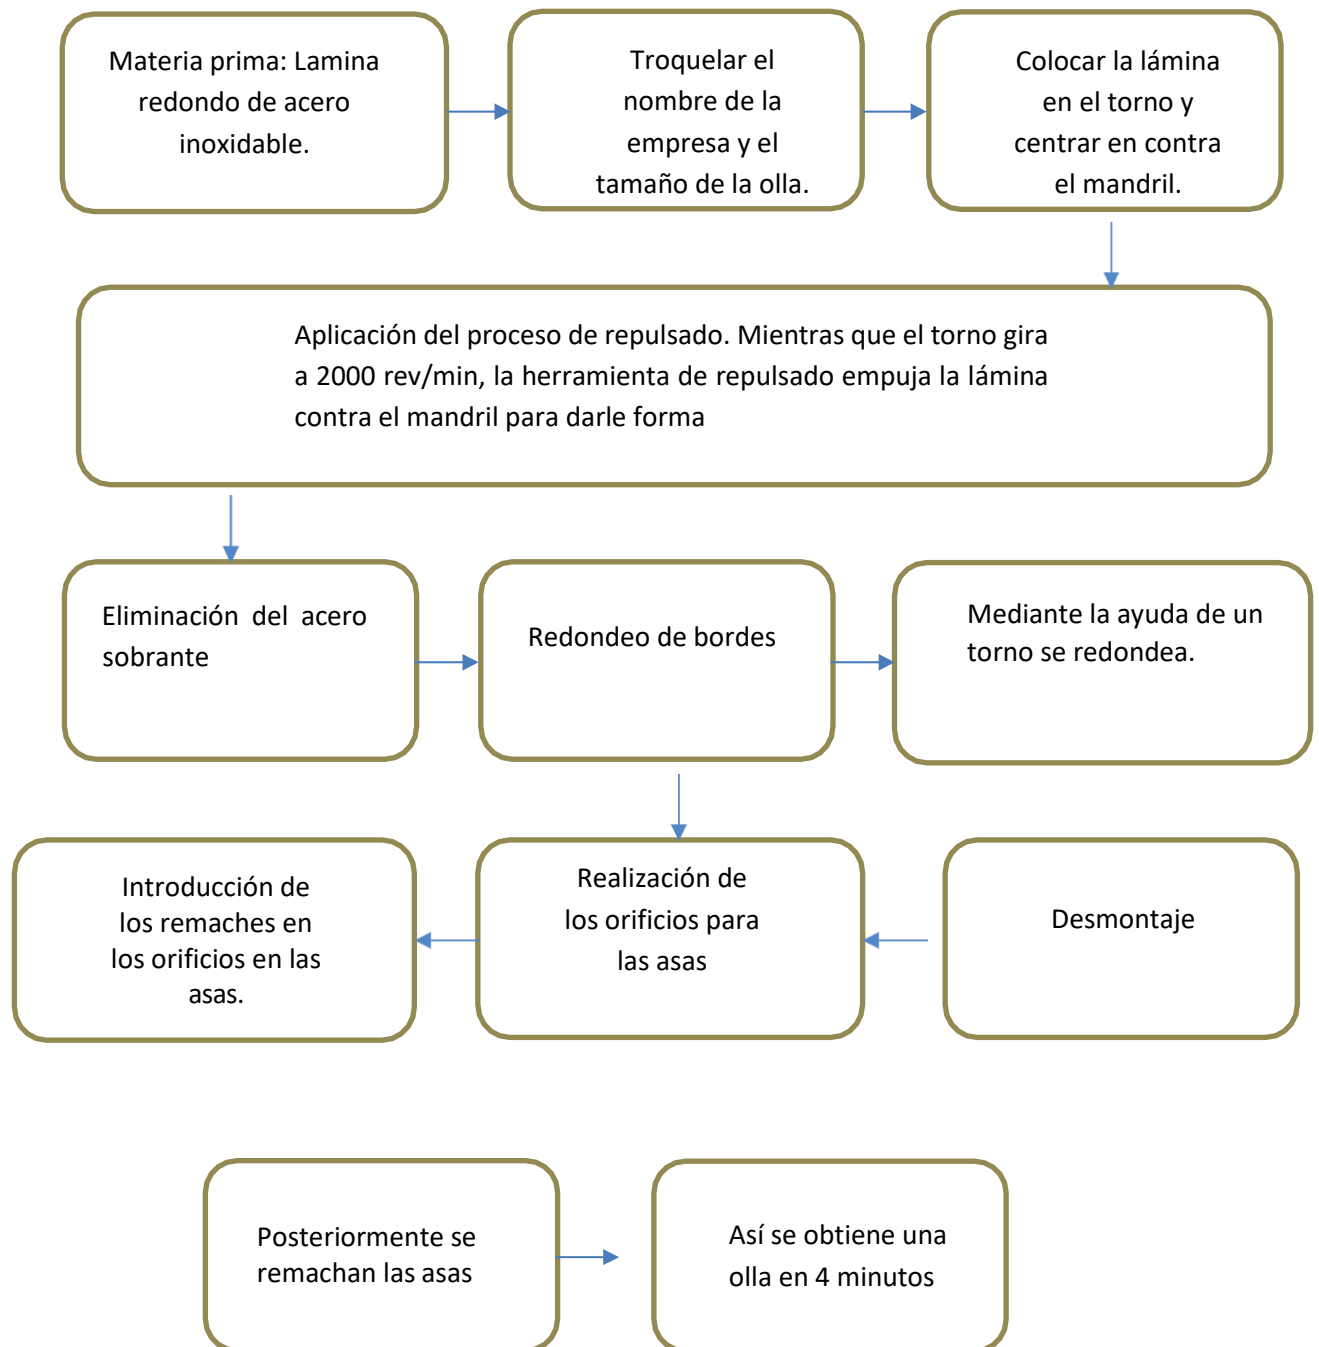 Materia prima: Lamina
redondo de acero
inoxidable.
Troquelar el
nombre de la
empresa y el
tamaño de la olla.
Colocar la lámina
en el torno y
centrar en contra
el mandril.
Aplicación del proceso de repulsado. Mientras que el torno gira
a 2000 rev/min, la herramienta de repulsado empuja la lámina
contra el mandril para darle forma
Eliminación del acero
sobrante
Redondeo de bordes
Mediante la ayuda de un
torno se redondea.
Introducción de
los remaches en
los orificios en las
asas.
Realización de
los orificios para
las asas
Desmontaje
Posteriormente se
remachan las asas
Así se obtiene una
olla en 4 minutos